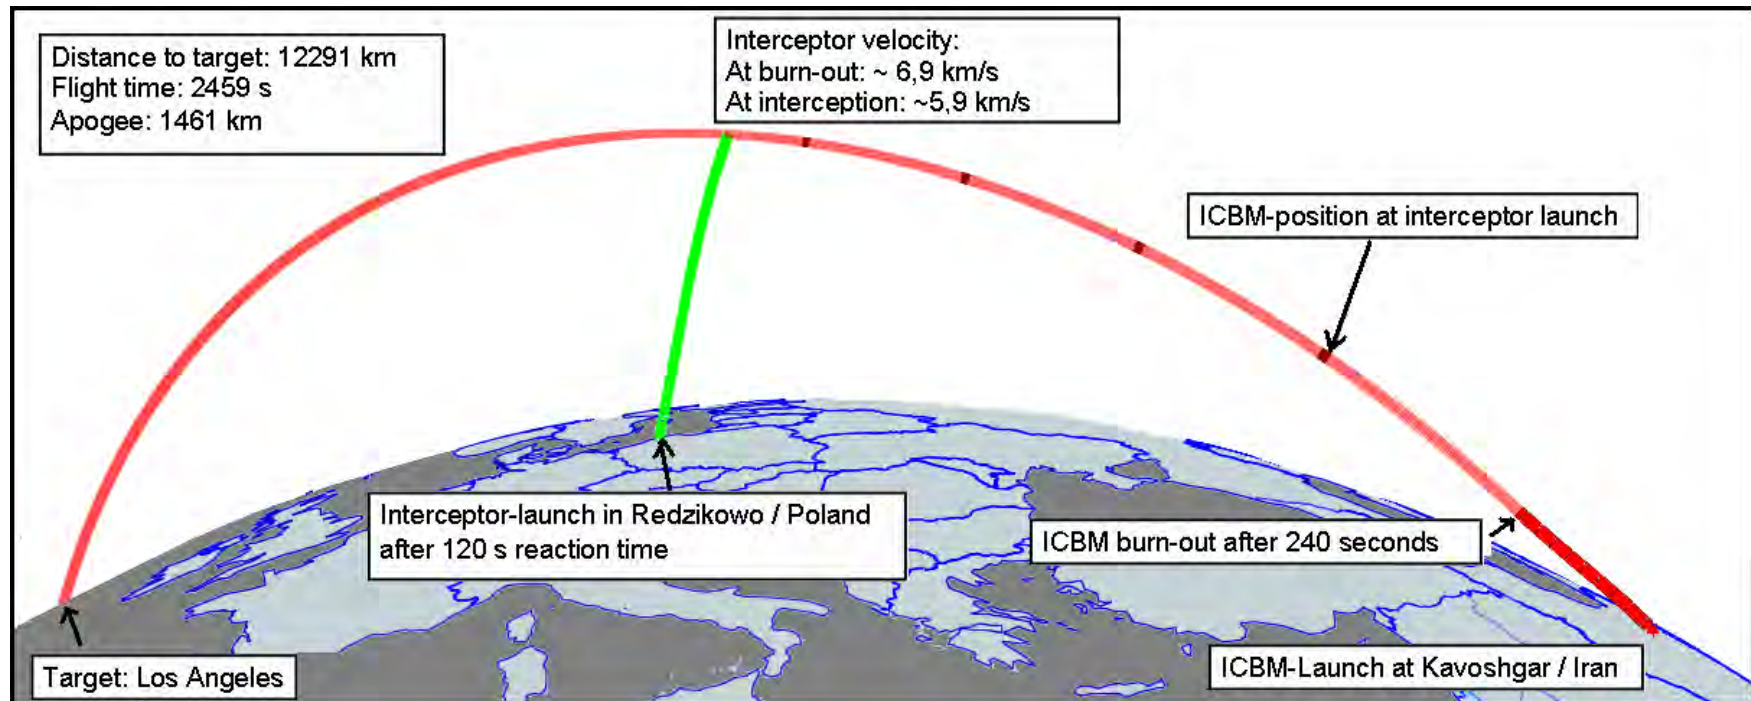 Distance to target: 12291 km
Flight time: 2459 s
Apogee: 1461 km
Interceptor velocity:
At burn-out: ~ 6,9 km/s
At interception: ~5,9 km/s
ICBM-position at interceptor launch
Interceptor-launch in Redzikowo / Poland
after 120 s reaction time
ICBM burn-out after 240 seconds
Target: Los Angeles
ICBM-Launch at Kavoshgar / Iran